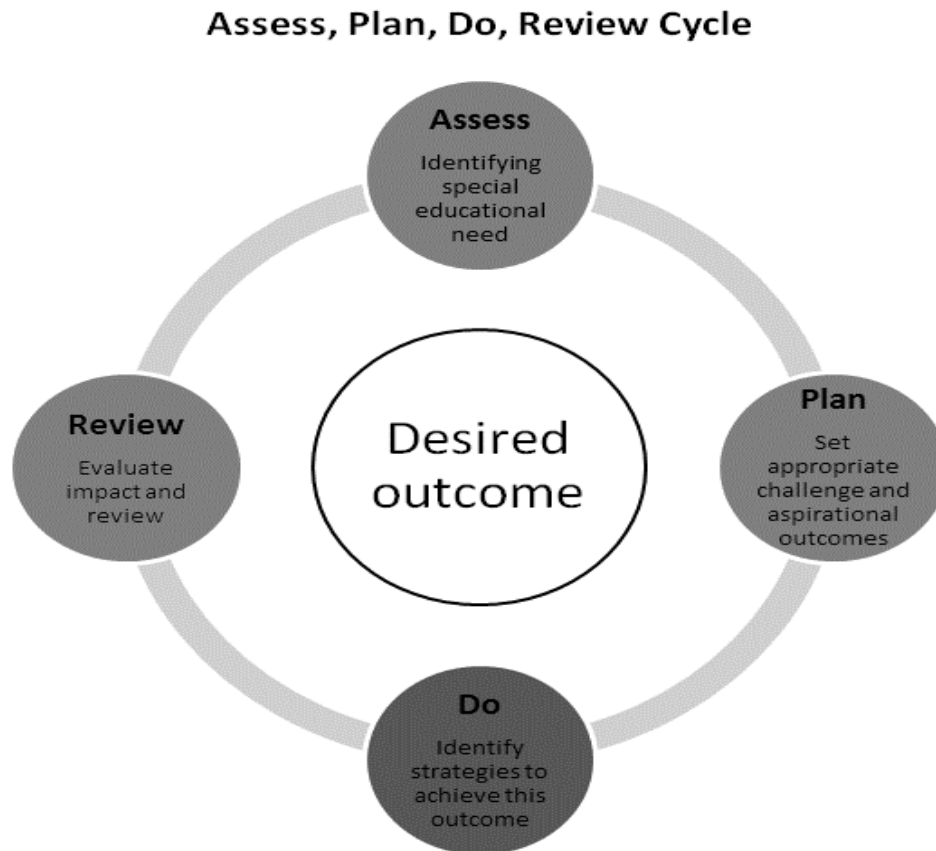 Assess, Plan, Do, Review Cycle
Assess
Identifying
special
educational
need
Plan
Set
appropriate
challenge and
aspirational
outcomes
Do
Identify
strategies to
achieve this
outcome
Review
Evaluate
impact and
review
Desired
outcome